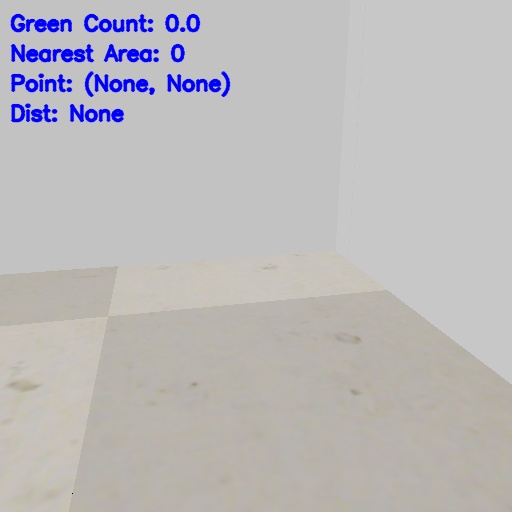 Green Count: 0.0
Nearest Area: 0
Point: (None, None)
Dist: None